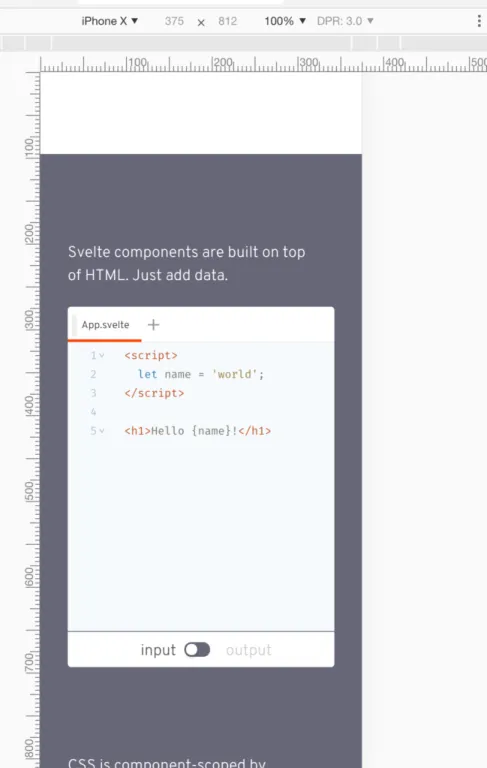 iPhone X ▼ 375 × 812 100% ▼ DPR: 3.0 ▼
100 200 300 400 500
100
200
Svelte components are built on top
of HTML. Just add data.
300
App.svelte +
1 <script>
2 let name = 'world';
3 </script>
400
4
5 <h1>Hello {name}!</h1>
500
600
input output
700
800
CSS is component-scoped by